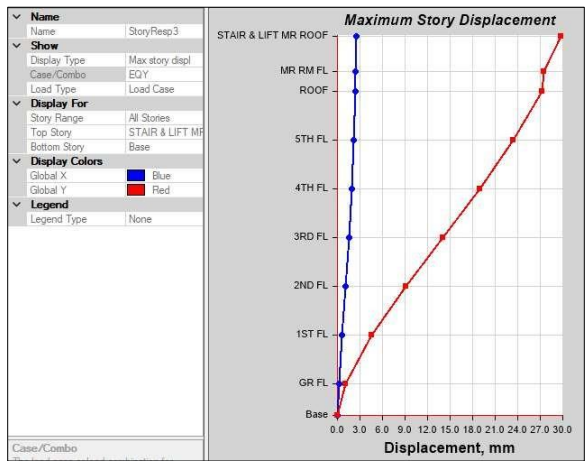 Name
Name StoryResp3
Show
Display Type Max story displ
Case/Combo EQY
Load Type Load Case
Display For
Story Range All Stories
Top Story STAIR & LIFT MF
Bottom Story Base
Display Colors
Global X Blue
Global Y Red
Legend
Legend Type None
Case/Combo
Maximum Story Displacement
STAIR & LIFT MR ROOF
MR RM FL
ROOF
5TH FL
4TH FL
3RD FL
2ND FL
1ST FL
GR FL
Base
0.0 3.0 6.0 9.0 12.0 15.0 18.0 21.0 24.0 27.0 30.0
Displacement, mm